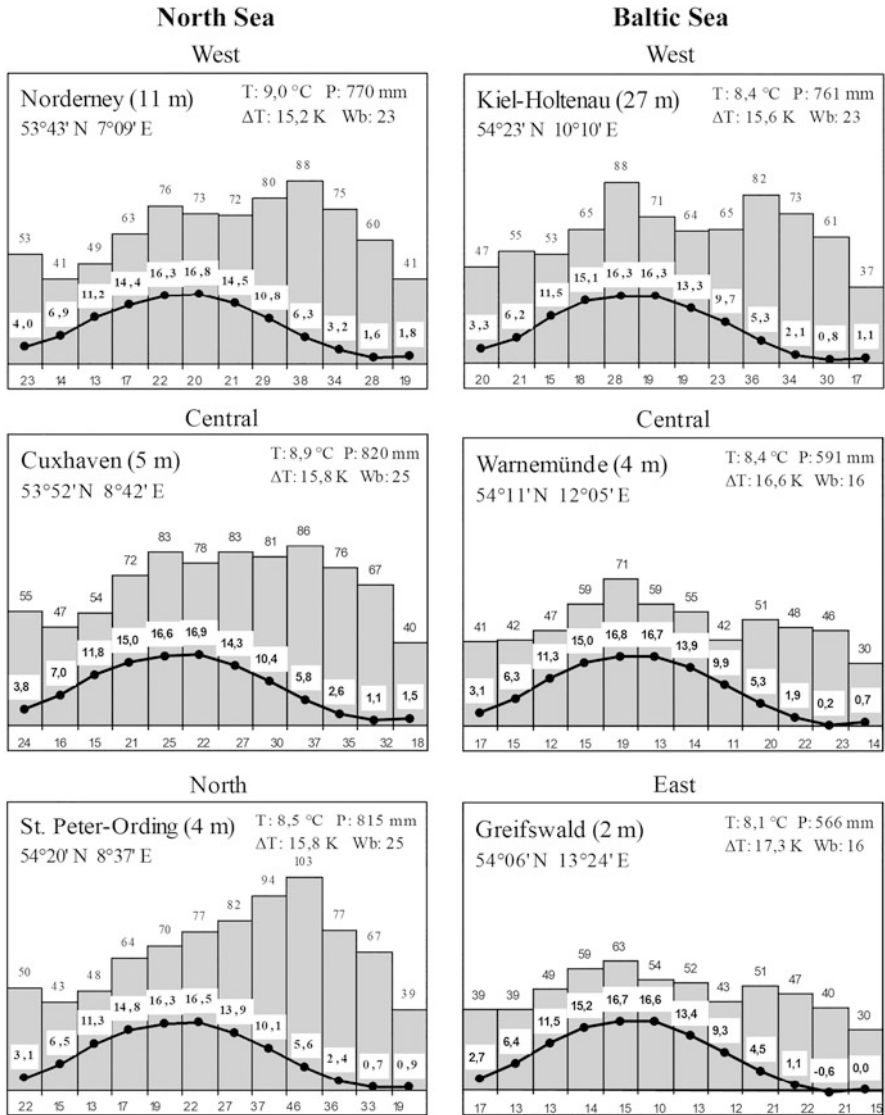 North Sea
West
Norderney (11 m)
T: 9,0 °C P: 770 mm
53°43' N 7°09' E
ΔT: 15,2 K Wb: 23
53 41 49 63 76 73 72 80 88 75 60 41
4,0 6,9 11,2 14,4 16,3 16,8 14,5 10,8 6,3 3,2 1,6 1,8
23 14 13 17 22 20 21 29 38 34 28 19
Central
Cuxhaven (5 m)
T: 8,9 °C P: 820 mm
53°52' N 8°42' E
ΔT: 15,8 K Wb: 25
55 47 54 72 83 78 83 81 86 76 67 40
3,8 7,0 11,8 15,0 16,6 16,9 14,3 10,4 5,8 2,6 1,1 1,5
24 16 15 21 25 22 27 30 37 35 32 18
North
St. Peter-Ording (4 m)
T: 8,5 °C P: 815 mm
54°20' N 8°37' E
ΔT: 15,8 K Wb: 25
50 43 48 64 70 77 82 94 103 77 67 39
3,1 6,5 11,3 14,8 16,3 16,5 13,9 10,1 5,6 2,4 0,7 0,9
22 15 13 17 19 22 27 37 46 36 33 19
Baltic Sea
West
Kiel-Holtenau (27 m)
T: 8,4 °C P: 761 mm
54°23' N 10°10' E
ΔT: 15,6 K Wb: 23
47 55 53 65 88 71 64 65 82 73 61 37
3,3 6,2 11,5 15,1 16,3 16,3 13,3 9,7 5,3 2,1 0,8 1,1
20 21 15 18 28 19 19 23 36 34 30 17
Central
Warnemünde (4 m)
T: 8,4 °C P: 591 mm
54°11' N 12°05' E
ΔT: 16,6 K Wb: 16
41 42 47 59 71 59 55 42 51 48 46 30
3,1 6,3 11,3 15,0 16,8 16,7 13,9 9,9 5,3 1,9 0,2 0,7
17 15 12 15 19 13 14 11 20 22 23 14
East
Greifswald (2 m)
T: 8,1 °C P: 566 mm
54°06' N 13°24' E
ΔT: 17,3 K Wb: 16
39 39 49 59 63 54 52 43 51 47 40 30
2,7 6,4 11,5 15,2 16,7 16,6 13,4 9,3 4,5 1,1 -0,6 0,0
17 13 13 14 15 10 13 12 21 22 21 15